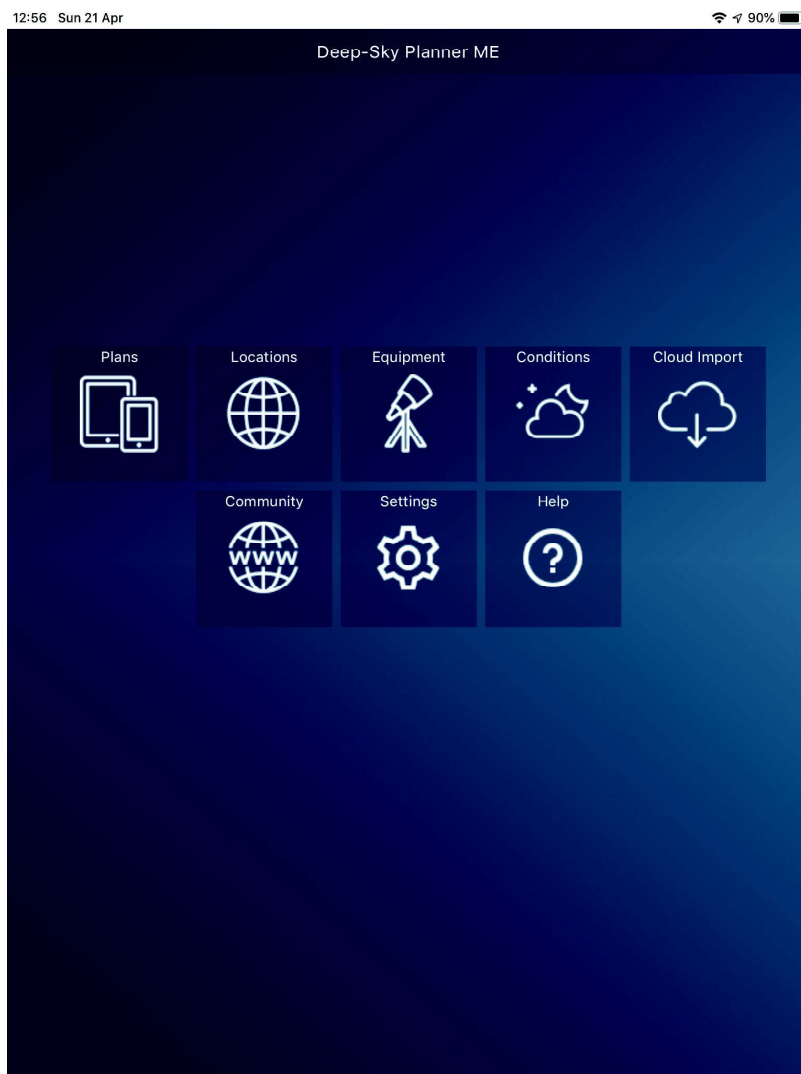 12:56 Sun 21 Apr 90%
Deep-Sky Planner ME
Plans Locations Equipment Conditions Cloud Import
Community Settings Help
www
?